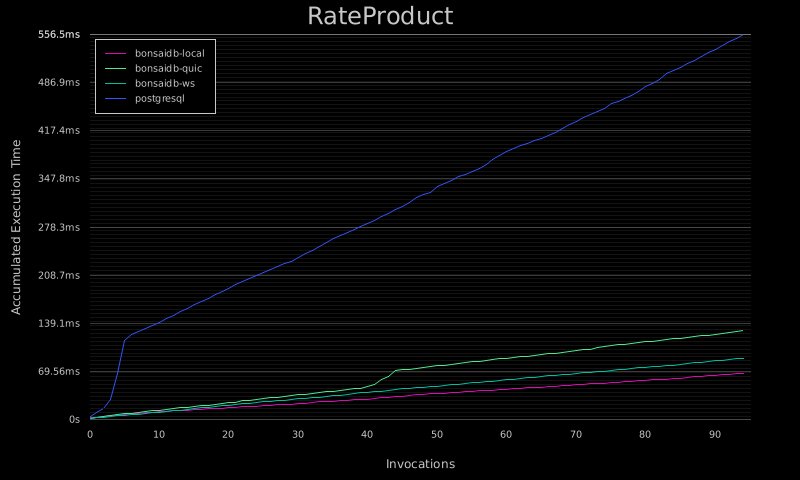 RateProduct
556.5ms
486.9ms
417.4ms
347.8ms
278.3ms
208.7ms
139.1ms
69.56ms
0s
bonsaidb-local
bonsaidb-quic
bonsaidb-ws
postgresql
Accumulated Execution Time
0 10 20 30 40 50 60 70 80 90
Invocations